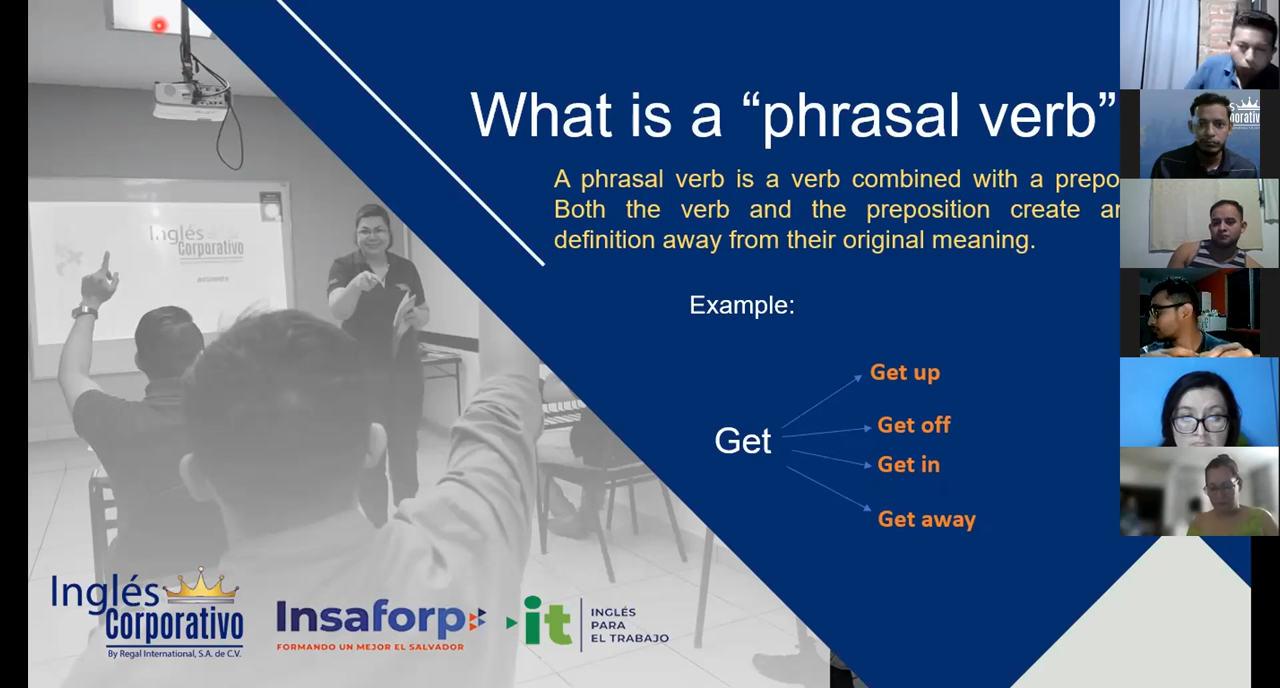 What is a “phrasal verb”
A phrasal verb is a verb combined with a
Both the verb and the preposition create
definition away from their original meaning.
Example:
Get
Get up
Get off
Get in
Get away
Inglés
Corporativo
Inglés
Corporativo
By Regal International, S.A. de C.V.
Insaforp
FORMANDO UN MEJOR EL SALVADOR
it
INGLÉS
PARA
EL TRABAJO